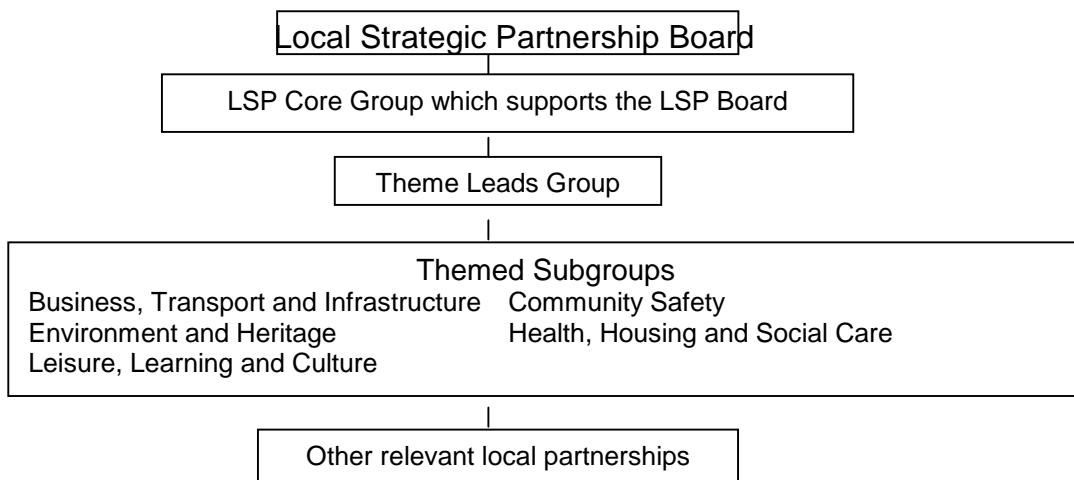 Local Strategic Partnership Board
LSP Core Group which supports the LSP Board
Theme Leads Group
Themed Subgroups
Business, Transport and Infrastructure Community Safety
Environment and Heritage Health, Housing and Social Care
Leisure, Learning and Culture
Other relevant local partnerships